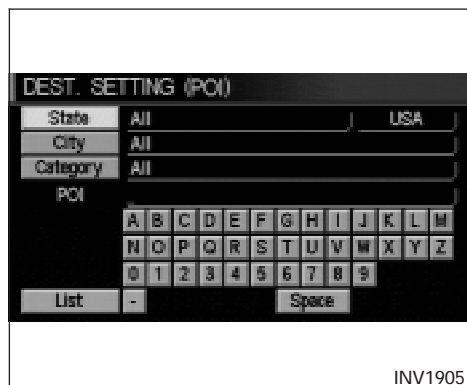 DEST. SETTING (POI)
State All USA
City All
Category All
POI
A B C D E F G H I J K L M
N O P Q R S T U V W X Y Z
0 1 2 3 4 5 6 7 8 9
List - Space
INV1905